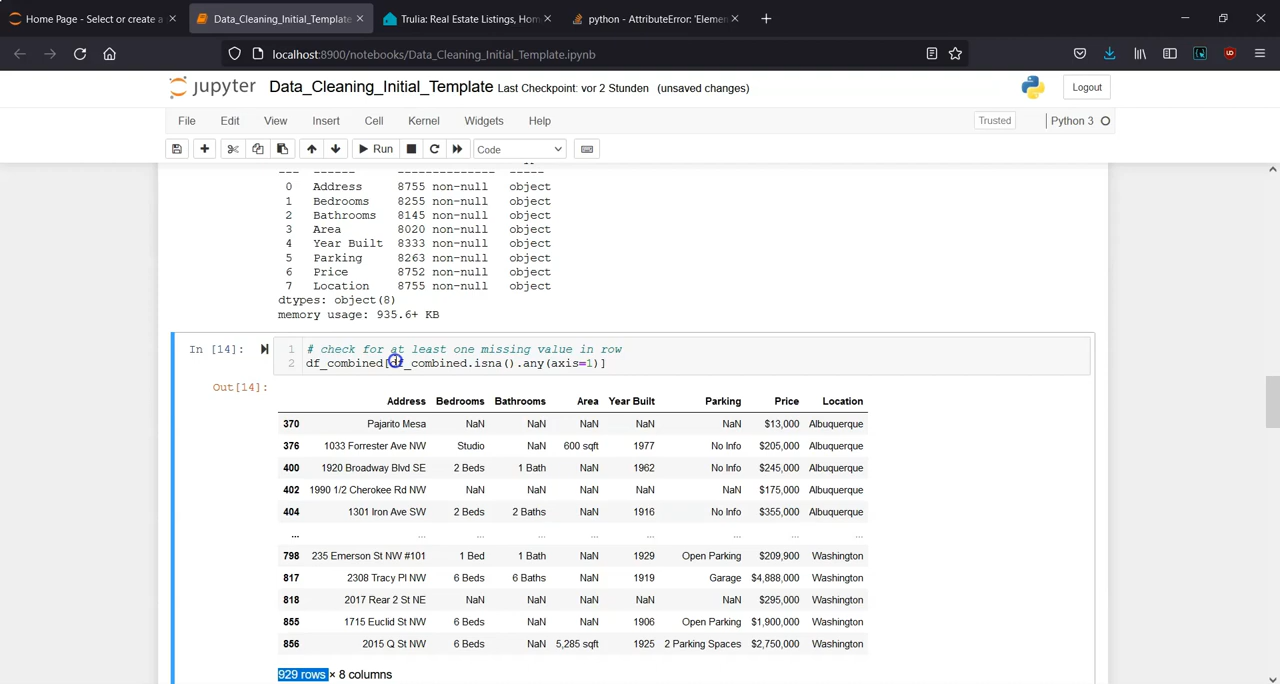 Home Page - Select or create a
Data_Cleaning_Initial_Template
Trulia: Real Estate Listings, Hom
python - AttributeError: 'Elemen
localhost:8900/notebooks/Data_Cleaning_Initial_Template.ipynb
jupyter Data_Cleaning_Initial_Template Last Checkpoint: vor 2 Stunden (unsaved changes)
Logout
File Edit View Insert Cell Kernel Widgets Help
Trusted
Python 3
Run
Code
0 Address 8755 non-null object
1 Bedrooms 8255 non-null object
2 Bathrooms 8145 non-null object
3 Area 8020 non-null object
4 Year Built 8333 non-null object
5 Parking 8263 non-null object
6 Price 8752 non-null object
7 Location 8755 non-null object
dtypes: object(8)
memory usage: 935.6+ KB
In [14]:
1 # check for at least one missing value in row
2 df_combined[df_combined.isna().any(axis=1)]
Out[14]:
Address Bedrooms Bathrooms Area Year Built Parking Price Location
370 Pajarito Mesa NaN NaN NaN NaN NaN $13,000 Albuquerque
376 1033 Forrester Ave NW Studio NaN 600 sqft 1977 No Info $205,000 Albuquerque
400 1920 Broadway Blvd SE 2 Beds 1 Bath NaN 1962 No Info $245,000 Albuquerque
402 1990 1/2 Cherokee Rd NW NaN NaN NaN NaN NaN $175,000 Albuquerque
404 1301 Iron Ave SW 2 Beds 2 Baths NaN 1916 No Info $355,000 Albuquerque
... ... ... ... ... ... ... ... ...
798 235 Emerson St NW #101 1 Bed 1 Bath NaN 1929 Open Parking $209,900 Washington
817 2308 Tracy Pl NW 6 Beds 6 Baths NaN 1919 Garage $4,888,000 Washington
818 2017 Rear 2 St NE NaN NaN NaN NaN NaN $295,000 Washington
855 1715 Euclid St NW 6 Beds NaN NaN 1906 Open Parking $1,900,000 Washington
856 2015 Q St NW 6 Beds NaN 5,285 sqft 1925 2 Parking Spaces $2,750,000 Washington
929 rows × 8 columns